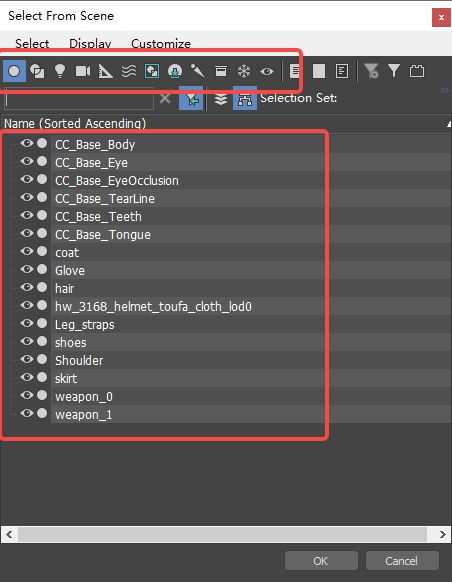 Select From Scene
Select Display Customize
Selection Set:
Name (Sorted Ascending)
CC_Base_Body
CC_Base_Eye
CC_Base_EyeOcclusion
CC_Base_TearLine
CC_Base_Teeth
CC_Base_Tongue
coat
Glove
hair
hw_3168_helmet_toufa_cloth_lod0
Leg_straps
shoes
Shoulder
skirt
weapon_0
weapon_1
OK Cancel